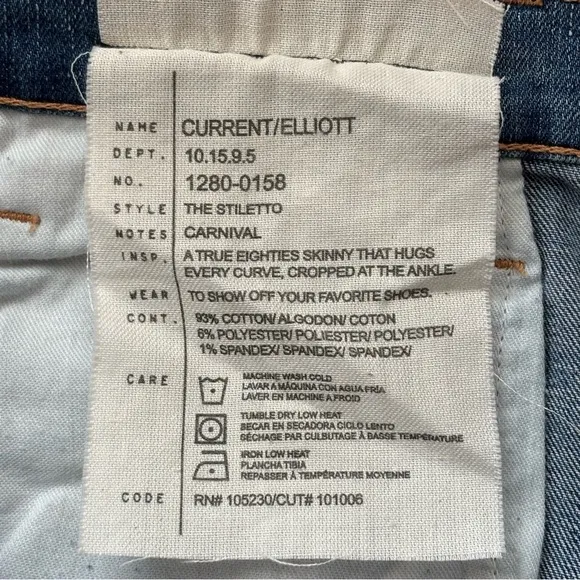 NAME CURRENT/ELLIOTT
DEPT. 10.15.9.5
NO. 1280-0158
STYLE THE STILETTO
NOTES CARNIVAL
INSP. A TRUE EIGHTIES SKINNY THAT HUGS
EVERY CURVE, CROPPED AT THE ANKLE.
WEAR TO SHOW OFF YOUR FAVORITE SHOES.
CONT. 93% COTTON/ ALGODON/ COTON
6% POLYESTER/ POLIESTER/ POLYESTER/
1% SPANDEX/ SPANDEX/ SPANDEX/
CARE MACHINE WASH COLD
LAVAR A MÁQUINA CON AGUA FRÍA
LAVER EN MACHINE A FROID
TUMBLE DRY LOW HEAT
SECAR EN SECADORA CICLO LENTO
SÉCHAGE PAR CULBUTAGE À BASSE TEMPÉRATURE
IRON LOW HEAT
PLANCHA TIBIA
REPASSER À TEMPÉRATURE MOYENNE
CODE RN# 105230/CUT# 101006